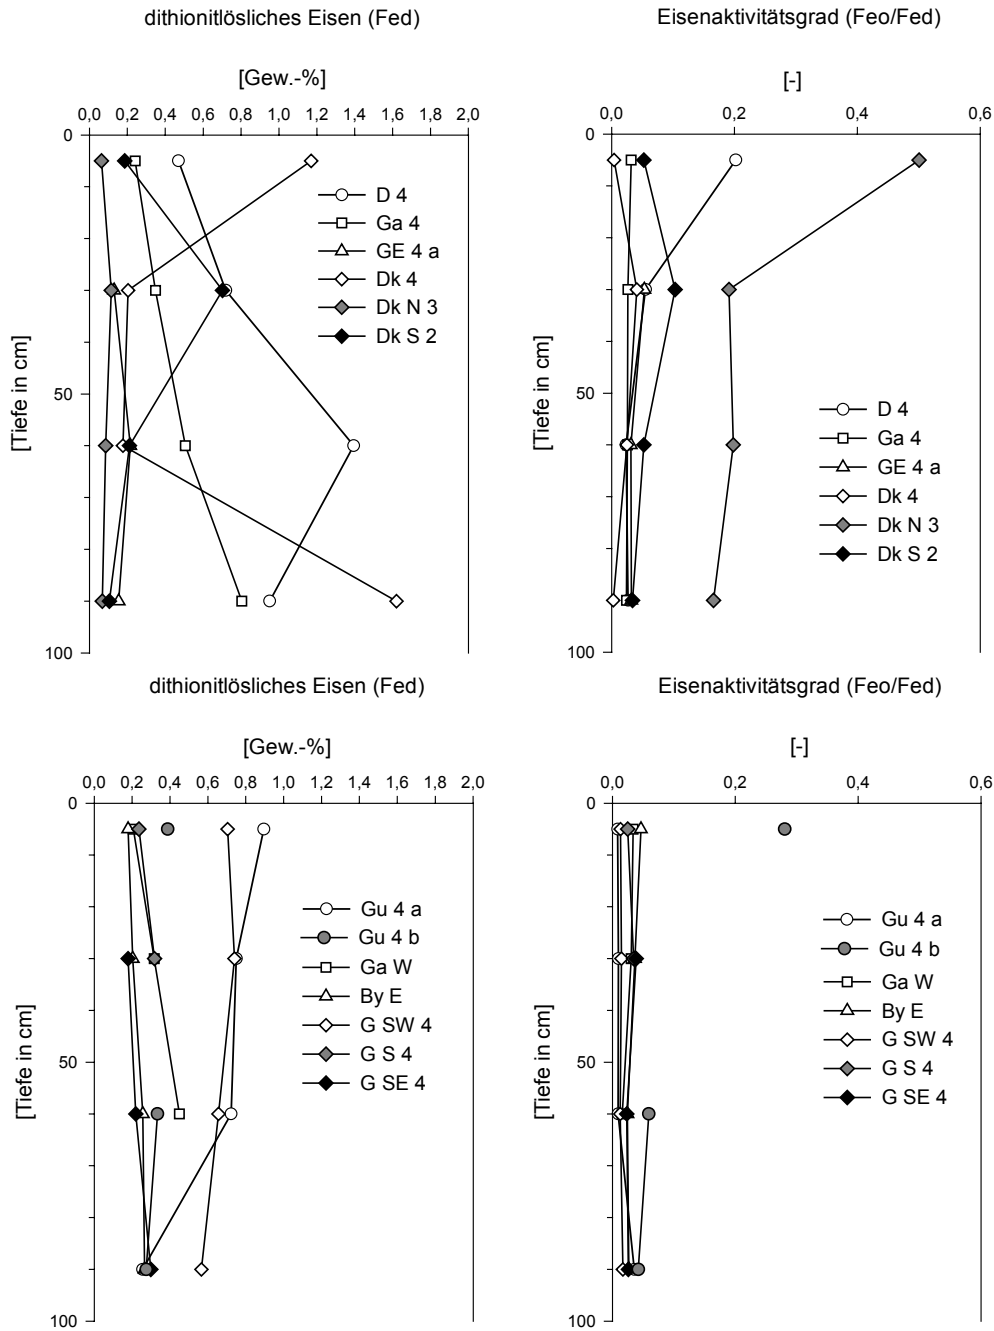 dithionitlösliches Eisen (Fed)
[Gew.-%]
0,0 0,2 0,4 0,6 0,8 1,0 1,2 1,4 1,6 1,8 2,0
0
50
100
[Tiefe in cm]
D 4
Ga 4
GE 4 a
Dk 4
Dk N 3
Dk S 2
Eisenaktivitätsgrad (Feo/Fed)
[-]
0,0 0,2 0,4 0,6
0
50
100
[Tiefe in cm]
D 4
Ga 4
GE 4 a
Dk 4
Dk N 3
Dk S 2
dithionitlösliches Eisen (Fed)
[Gew.-%]
0,0 0,2 0,4 0,6 0,8 1,0 1,2 1,4 1,6 1,8 2,0
0
50
100
[Tiefe in cm]
Gu 4 a
Gu 4 b
Ga W
By E
G SW 4
G S 4
G SE 4
Eisenaktivitätsgrad (Feo/Fed)
[-]
0,0 0,2 0,4 0,6
0
50
100
[Tiefe in cm]
Gu 4 a
Gu 4 b
Ga W
By E
G SW 4
G S 4
G SE 4